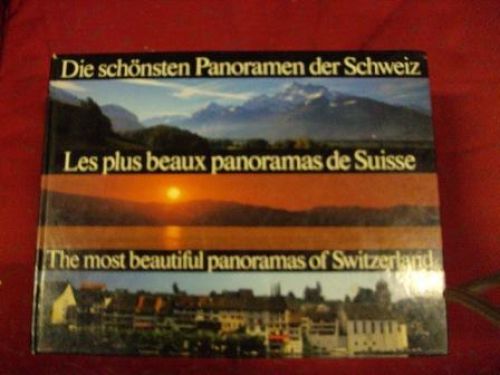 Die schönsten Panoramen der Schweiz
Les plus beaux panoramas de Suisse
The most beautiful panoramas of Switzerland